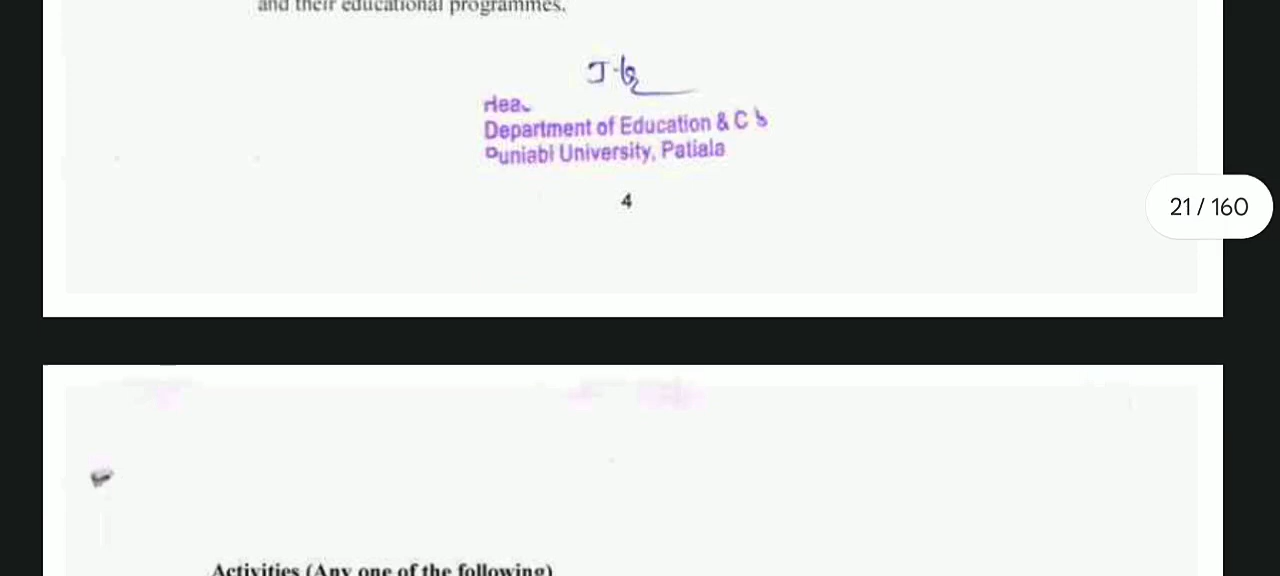 and their educational programmes.
Department of Education & C
Punjabi University, Patiala
4
21 / 160
Activities (Any one of the following)